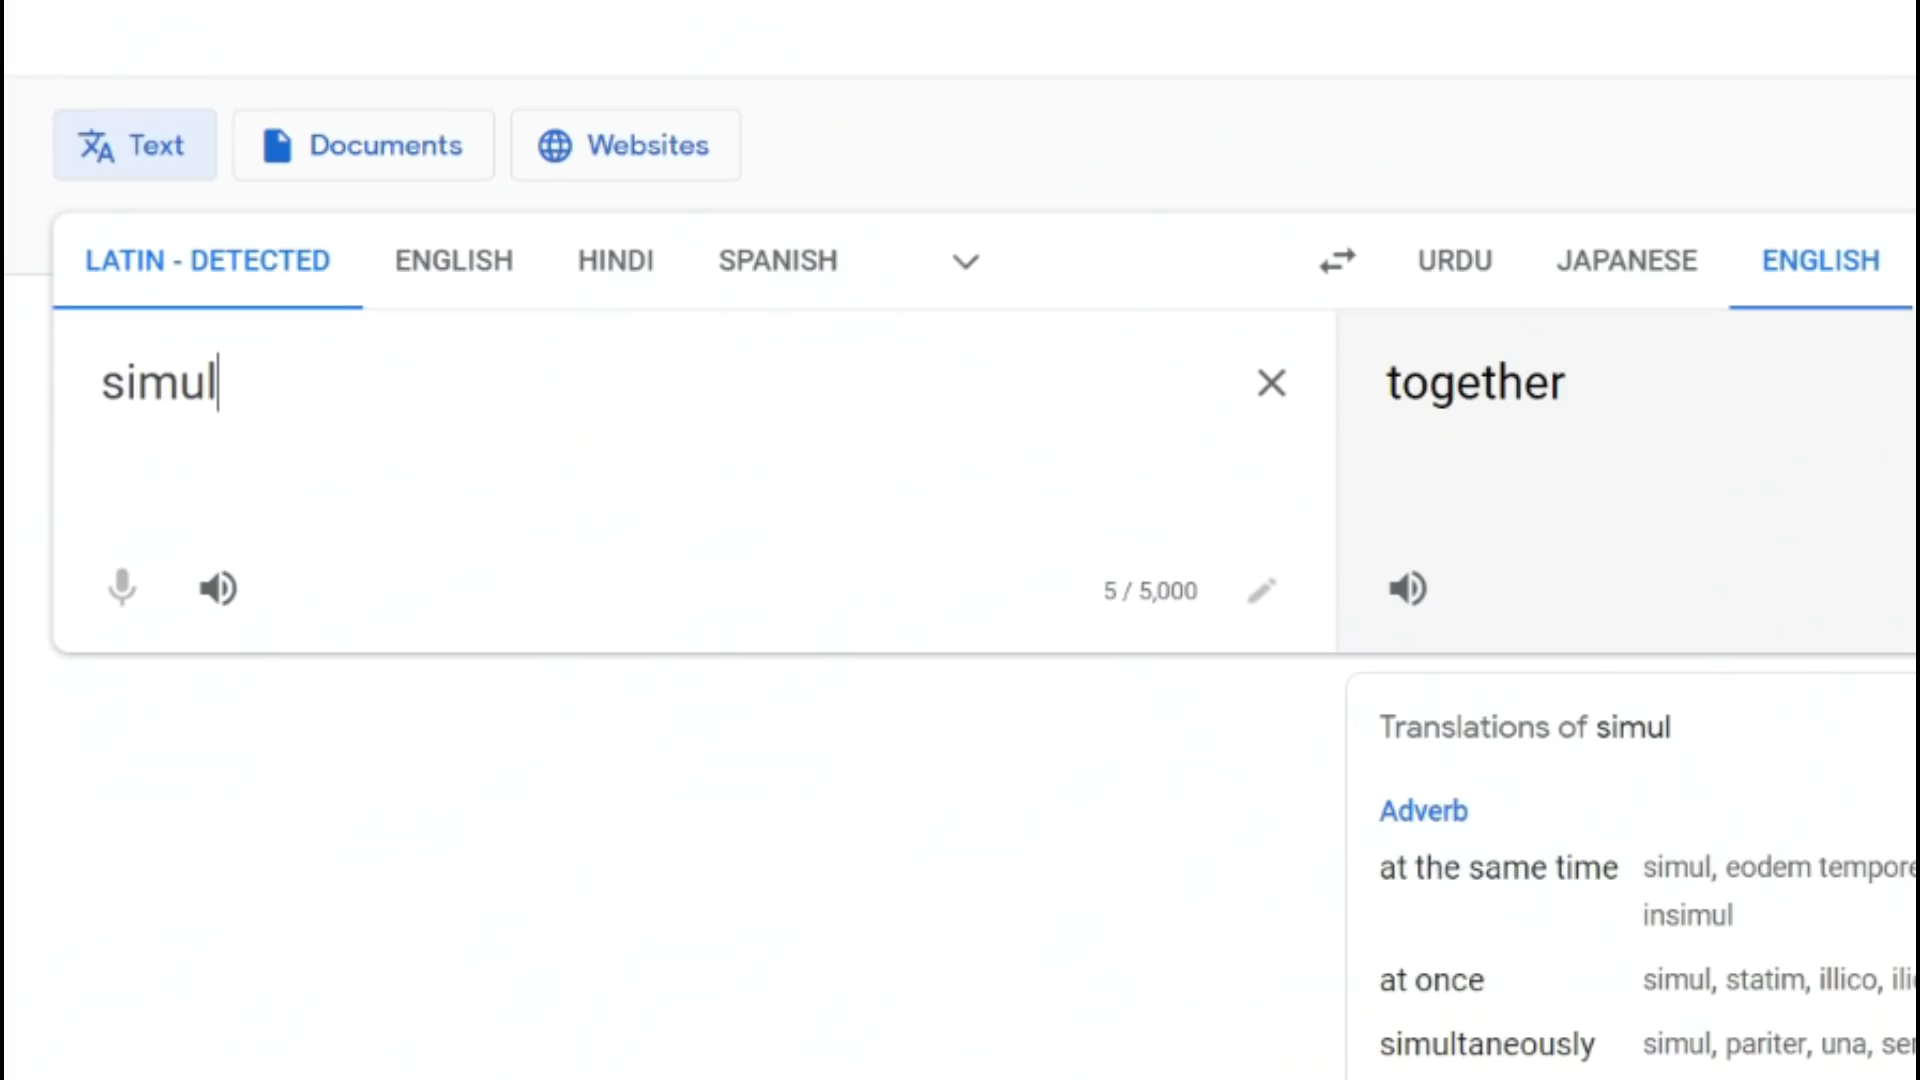 Text Documents Websites
LATIN - DETECTED ENGLISH HINDI SPANISH URDU JAPANESE ENGLISH
simul
together
5 / 5,000
Translations of simul
Adverb
at the same time simul, eodem tempore
insimul
at once simul, statim, illico,
simultaneously simul, pariter, una,